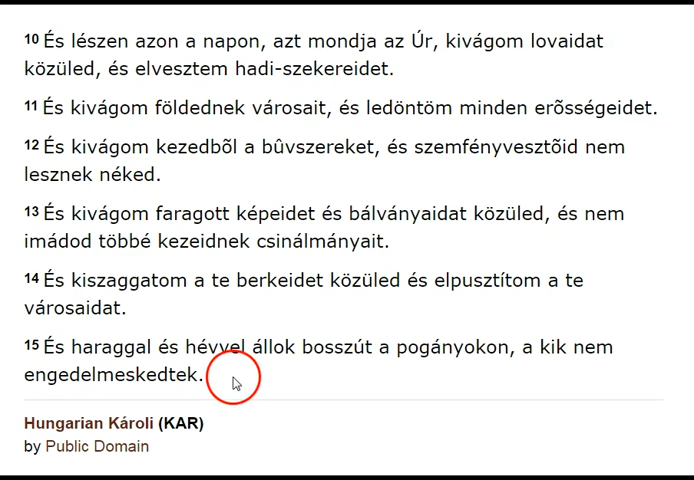 10 És lészen azon a napon, azt mondja az Úr, kivágom lovaidat
közüled, és elvesztem hadi-szekereidet.
11 És kivágom földednek városait, és ledöntöm minden erõsségeidet.
12 És kivágom kezedbõl a bûvszereket, és szemfényvesztõid nem
lesznek néked.
13 És kivágom faragott képeidet és bálványaidat közüled, és nem
imádod többé kezeidnek csinálmányait.
14 És kiszaggatom a te berkeidet közüled és elpusztítom a te
városaidat.
15 És haraggal és hévvel állok bosszút a pogányokon, a kik nem
engedelmeskedtek.
Hungarian Károli (KAR)
by Public Domain